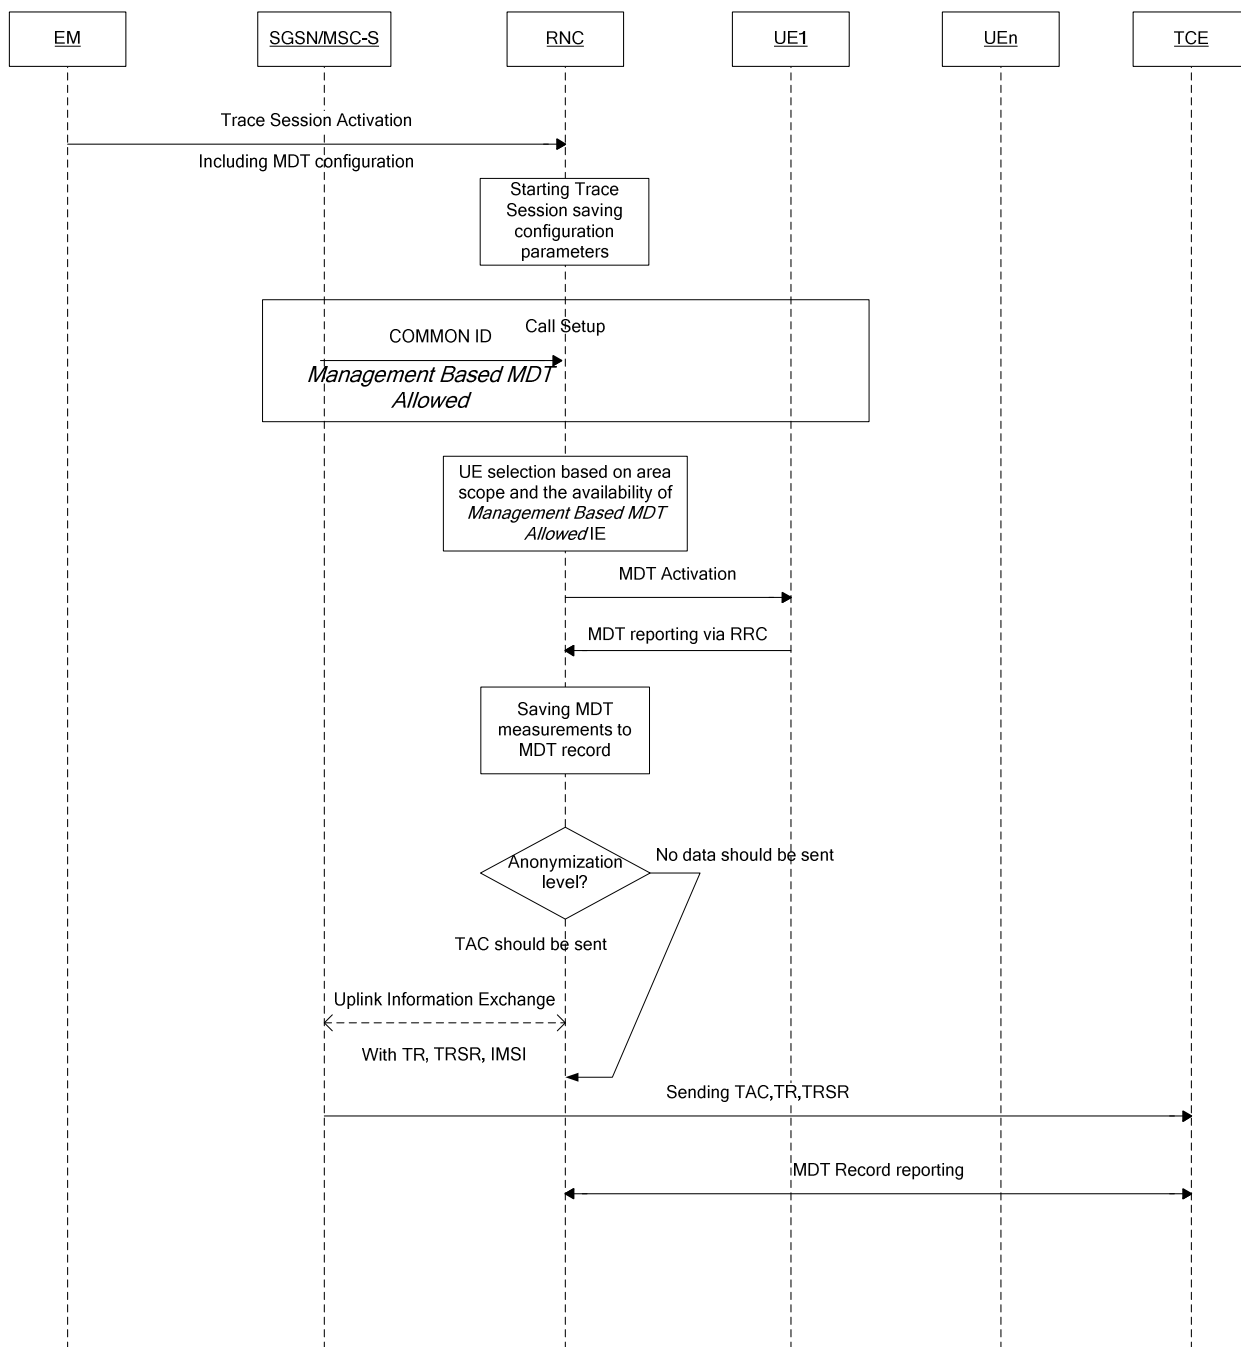 EM
SGSN/MSC-S
RNC
UE1
UEn
TCE
Trace Session Activation
Including MDT configuration
Starting Trace
Session saving
configuration
parameters
Call Setup
COMMON ID
Management Based MDT
Allowed
UE selection based on area
scope and the availability of
Management Based MDT
Allowed IE
MDT Activation
MDT reporting via RRC
Saving MDT
measurements to
MDT record
Anonymization
level?
No data should be sent
TAC should be sent
Uplink Information Exchange
With TR, TRSR, IMSI
Sending TAC,TR,TRSR
MDT Record reporting